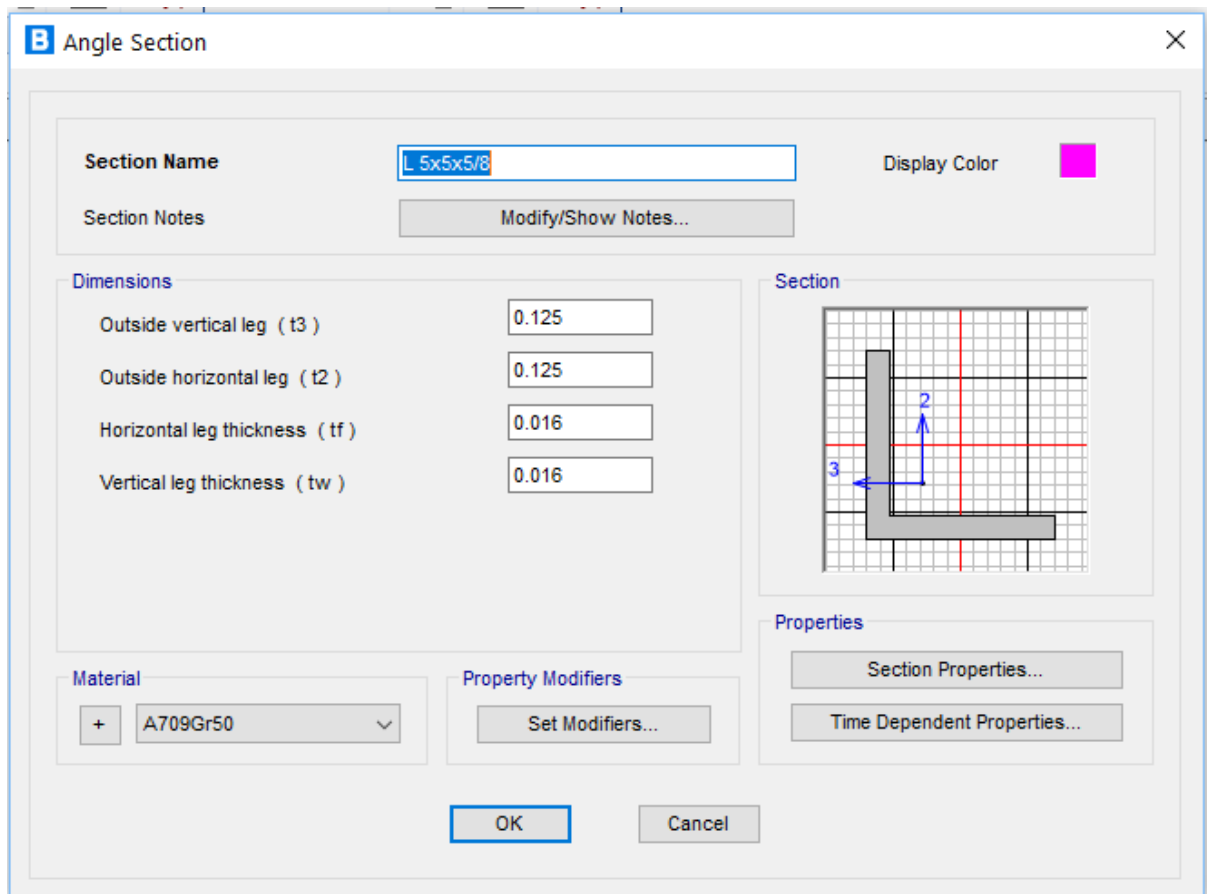 B Angle Section
Section Name L 5x5x5/8 Display Color
Section Notes Modify/Show Notes...
Dimensions
Outside vertical leg ( t3 ) 0.125
Outside horizontal leg ( t2 ) 0.125
Horizontal leg thickness ( tf ) 0.016
Vertical leg thickness ( tw ) 0.016
Section
2
3
Properties
Section Properties...
Time Dependent Properties...
Material
+ A709Gr50
Property Modifiers
Set Modifiers...
OK Cancel